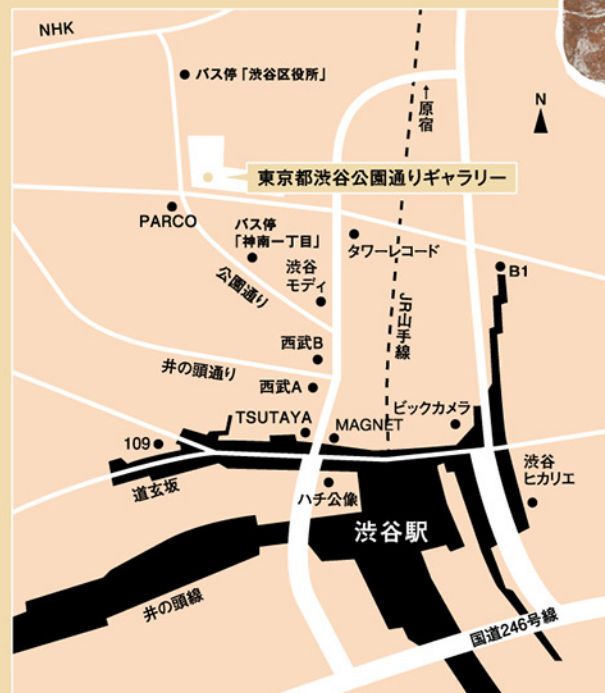 NHK
バス停「渋谷区役所」
↑原宿
N
東京都渋谷公園通りギャラリー
PARCO
バス停
「神南一丁目」
タワーレコード
渋谷
モディ
B1
公園通り
JR山手線
西武B
井の頭通り
西武A
TSUTAYA
MAGNET
ビックカメラ
109
道玄坂
ハチ公像
渋谷
ヒカリエ
渋谷駅
井の頭線
国道246号線